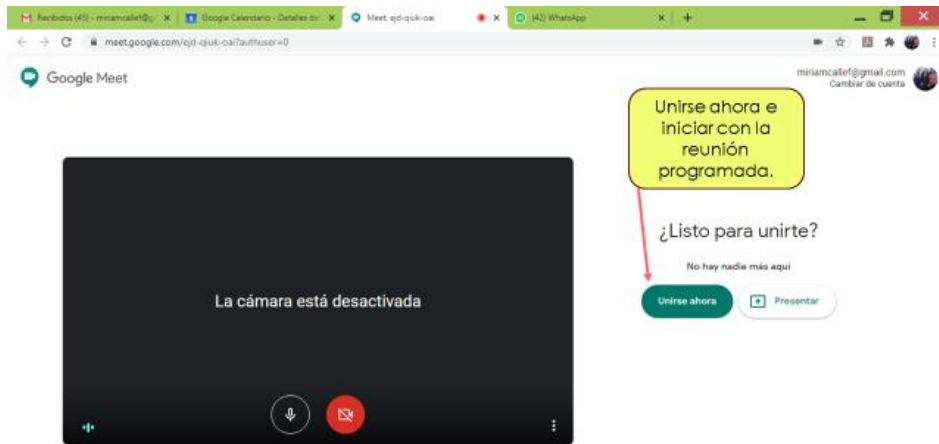 Recibidos (45) - miriamcallef@g
Google Calendario - Detalles de
Meet: ejd-qiuk-oai
(42) WhatsApp
meet.google.com/ejd-qiuk-oai?authuser=0
Google Meet
miriamcallef@gmail.com
Cambiar de cuenta
Unirse ahora e
iniciar con la
reunión
programada.
¿Listo para unirte?
No hay nadie más aquí
La cámara está desactivada
Unirse ahora
Presentar